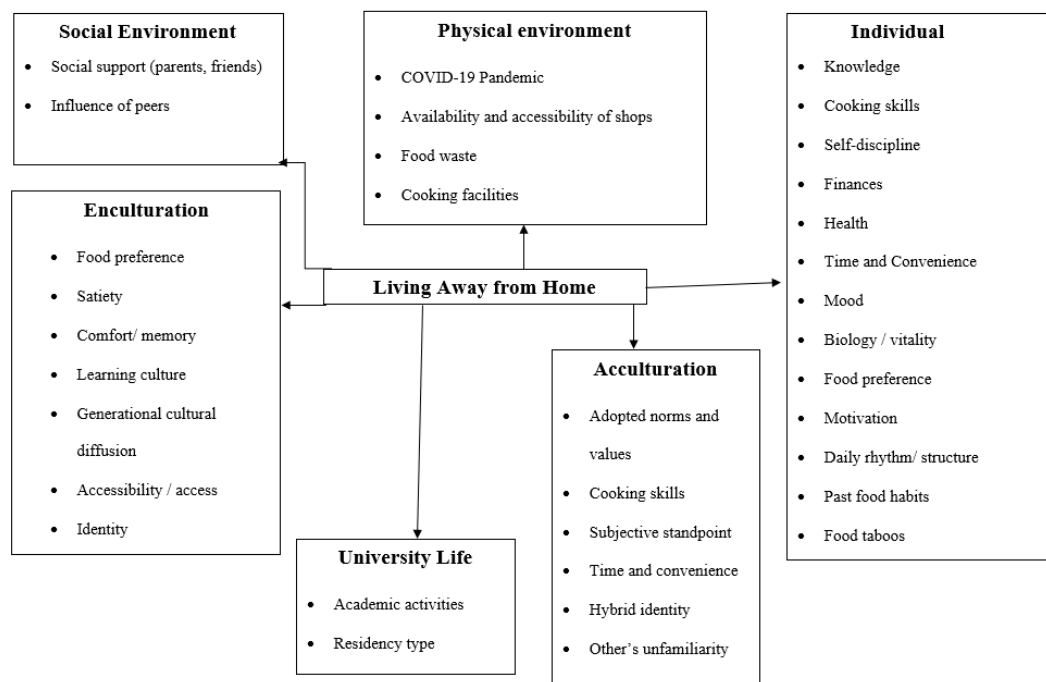 Social Environment
• Social support (parents, friends)
• Influence of peers
Physical environment
• COVID-19 Pandemic
• Availability and accessibility of shops
• Food waste
• Cooking facilities
Individual
• Knowledge
• Cooking skills
• Self-discipline
• Finances
• Health
• Time and Convenience
• Mood
• Biology / vitality
• Food preference
• Motivation
• Daily rhythm/ structure
• Past food habits
• Food taboos
Enculturation
• Food preference
• Satiety
• Comfort/ memory
• Learning culture
• Generational cultural
diffusion
• Accessibility / access
• Identity
Living Away from Home
Acculturation
• Adopted norms and
values
• Cooking skills
• Subjective standpoint
• Time and convenience
• Hybrid identity
• Other’s unfamiliarity
University Life
• Academic activities
• Residency type